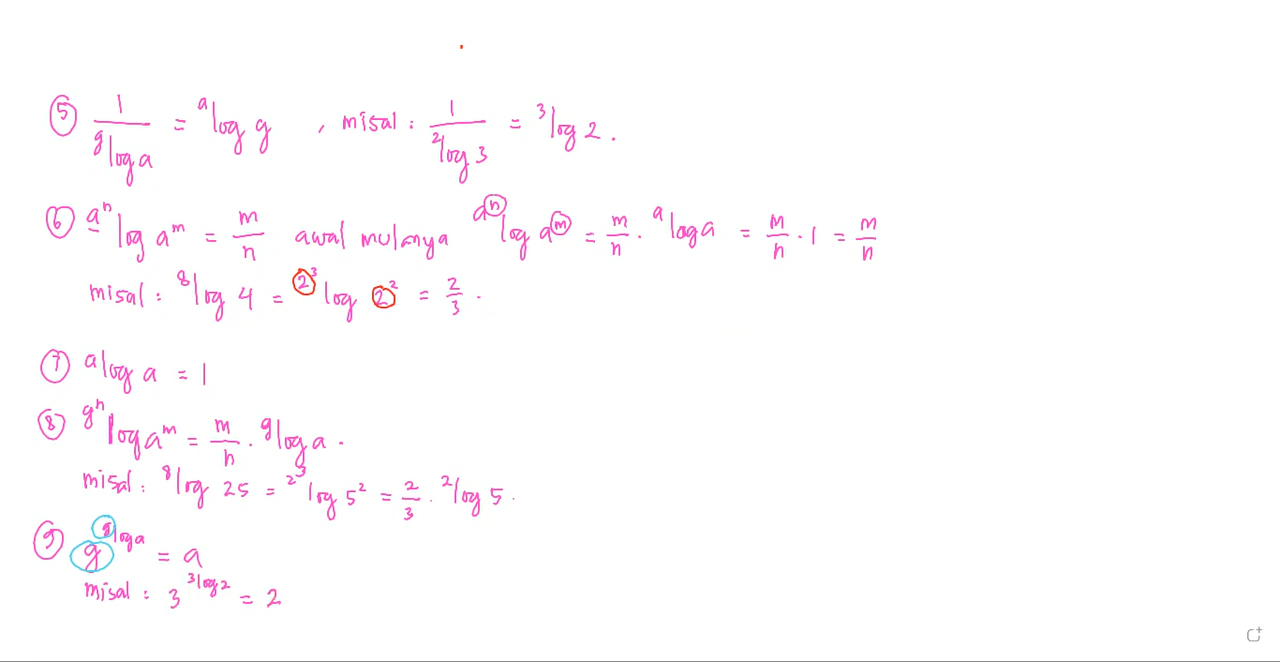 ⑤ 1/(ᵍlog a) = ᵃlog g , misal : 1/(²log 3) = ³log 2 .
⑥ aⁿlog aᵐ = m/n awal mulanya aⁿlog aᵐ = m/n · ᵃlog a = m/n · 1 = m/n
misal : ⁸log 4 = 2³log 2² = 2/3 .
⑦ ᵃlog a = 1
⑧ gⁿlog aᵐ = m/n · ᵍlog a .
misal : ⁸log 25 = 2³log 5² = 2/3 · ²log 5 .
⑨ g^(ᵍlog a) = a
misal : 3^(³log 2) = 2